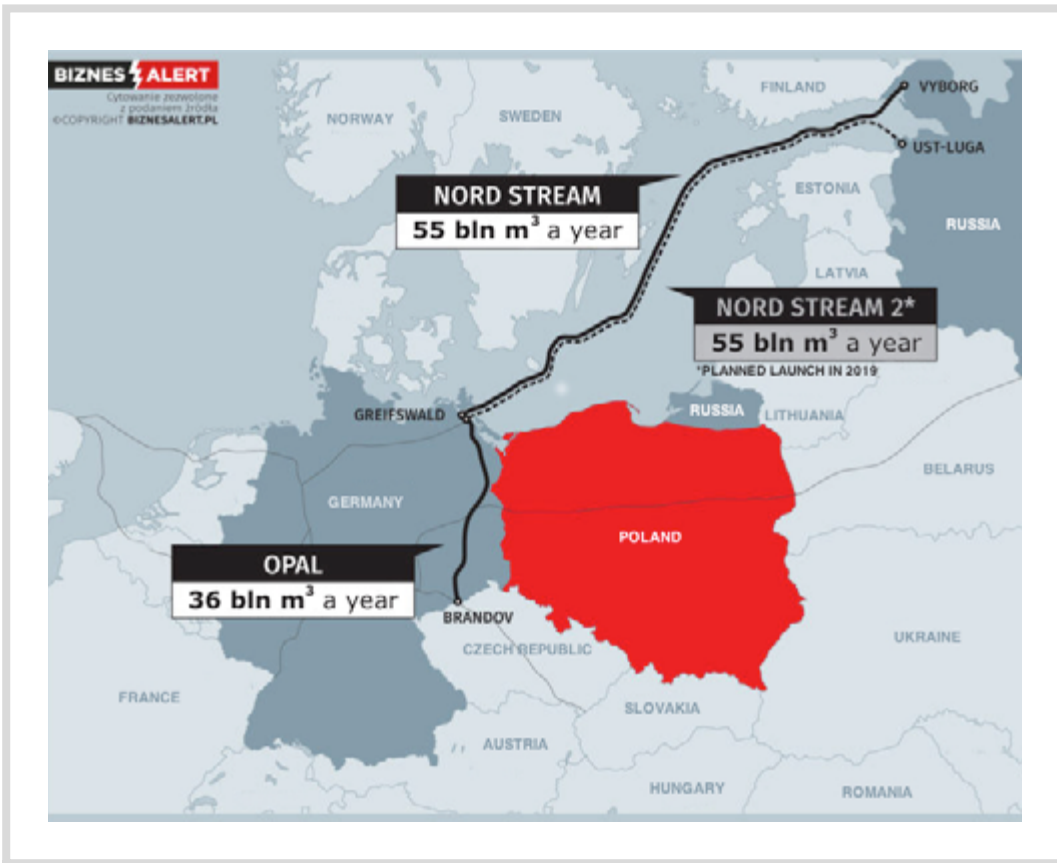 BIZNES ALERT
Cytowanie zezwolone
z podaniem źródła
©COPYRIGHT BIZNESALERT.PL
FINLAND
VYBORG
NORWAY
SWEDEN
UST-LUGA
NORD STREAM
55 bln m³ a year
ESTONIA
RUSSIA
LATVIA
NORD STREAM 2*
55 bln m³ a year
*PLANNED LAUNCH IN 2019
GREIFSWALD
RUSSIA
LITHUANIA
BELARUS
GERMANY
POLAND
OPAL
36 bln m³ a year
BRANDOV
CZECH REPUBLIC
UKRAINE
FRANCE
SLOVAKIA
AUSTRIA
HUNGARY
ROMANIA